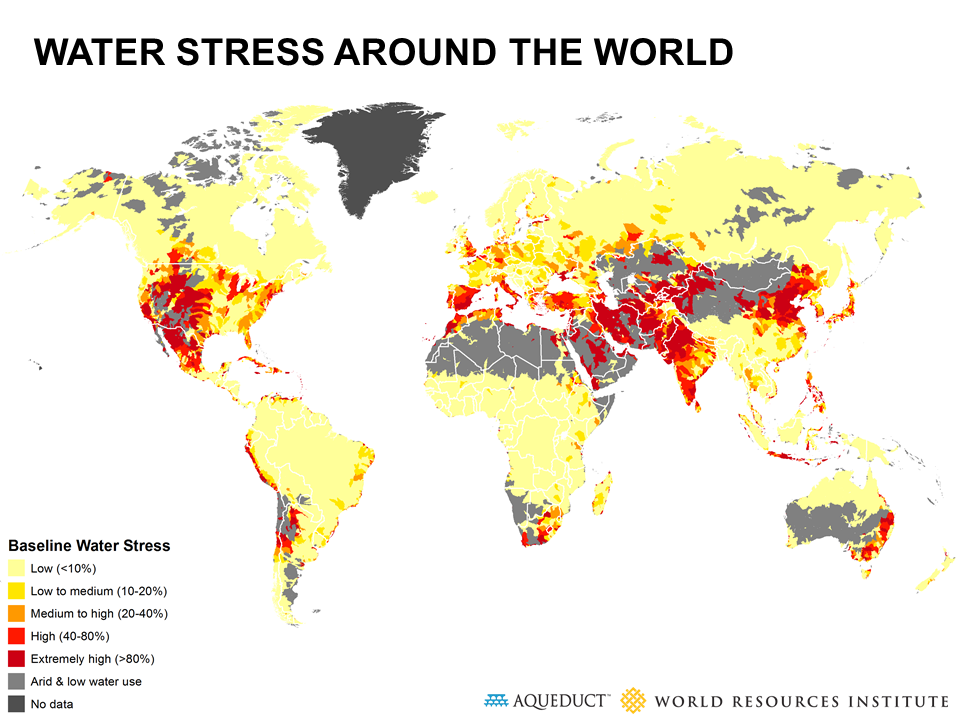 WATER STRESS AROUND THE WORLD
Baseline Water Stress
Low (<10%)
Low to medium (10-20%)
Medium to high (20-40%)
High (40-80%)
Extremely high (>80%)
Arid & low water use
No data
AQUEDUCT™ WORLD RESOURCES INSTITUTE